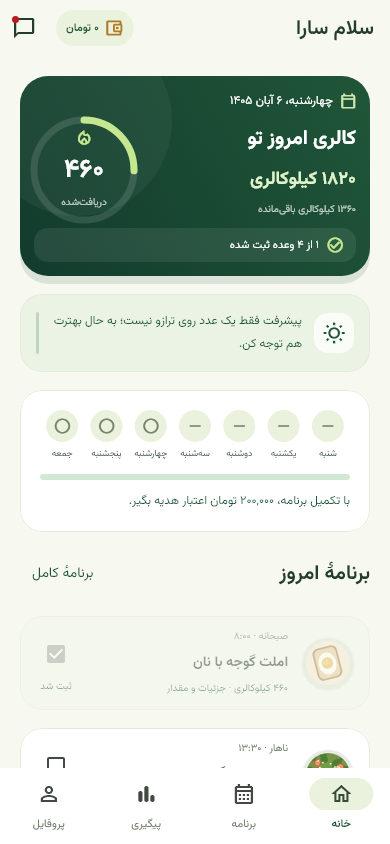 سلام سارا
۰ تومان
چهارشنبه، ۶ آبان ۱۴۰۵
کالری امروز تو
۱۸۲۰ کیلوکالری
۱۳۶۰ کیلوکالری باقی‌مانده
۴۶۰
دریافت‌شده
۱ از ۴ وعده ثبت شده
پیشرفت فقط یک عدد روی ترازو نیست؛ به حال بهترت
هم توجه کن.
شنبه یکشنبه دوشنبه سه‌شنبه چهارشنبه پنجشنبه جمعه
با تکمیل برنامه، ۲۰۰,۰۰۰ تومان اعتبار هدیه بگیر.
برنامهٔ امروز
برنامهٔ کامل
صبحانه · ۸:۰۰
املت گوجه با نان
۴۶۰ کیلوکالری · جزئیات و مقدار
ثبت شد
ناهار · ۱۳:۳۰
خانه برنامه پیگیری پروفایل